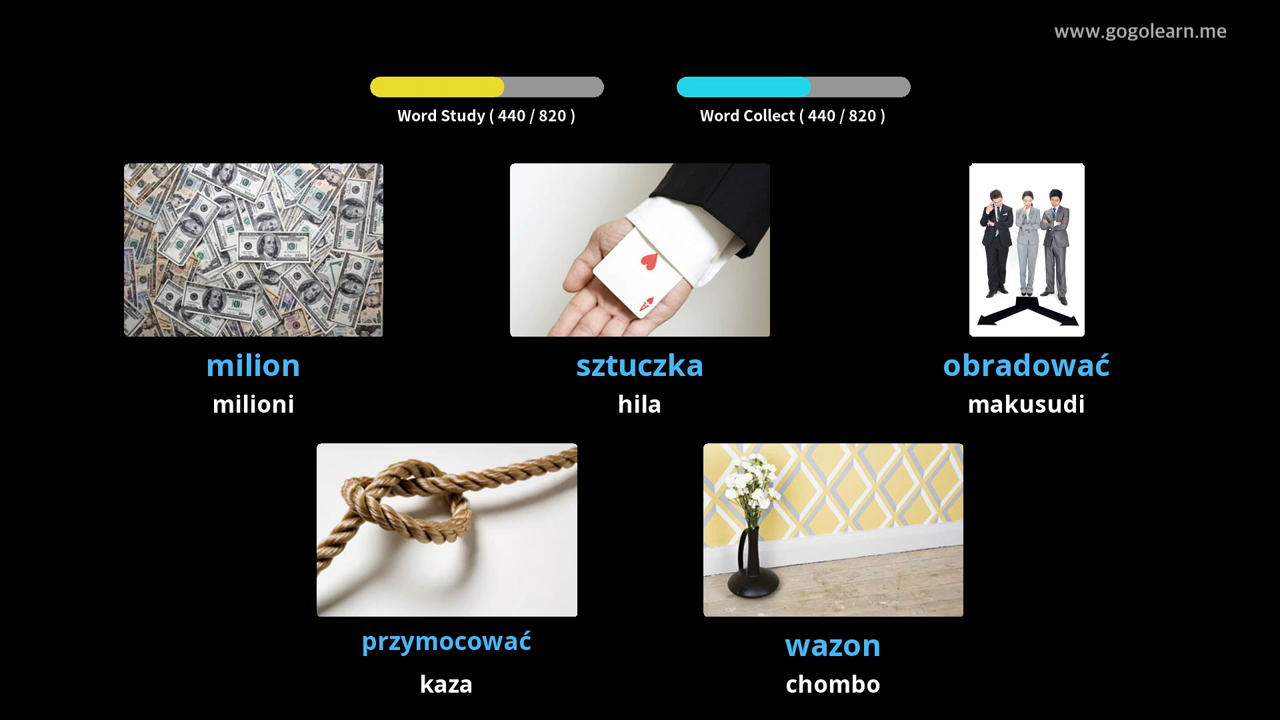 www.gogolearn.me
Word Study ( 440 / 820 )
Word Collect ( 440 / 820 )
milion
milioni
sztuczka
hila
obradować
makusudi
przymocować
kaza
wazon
chombo